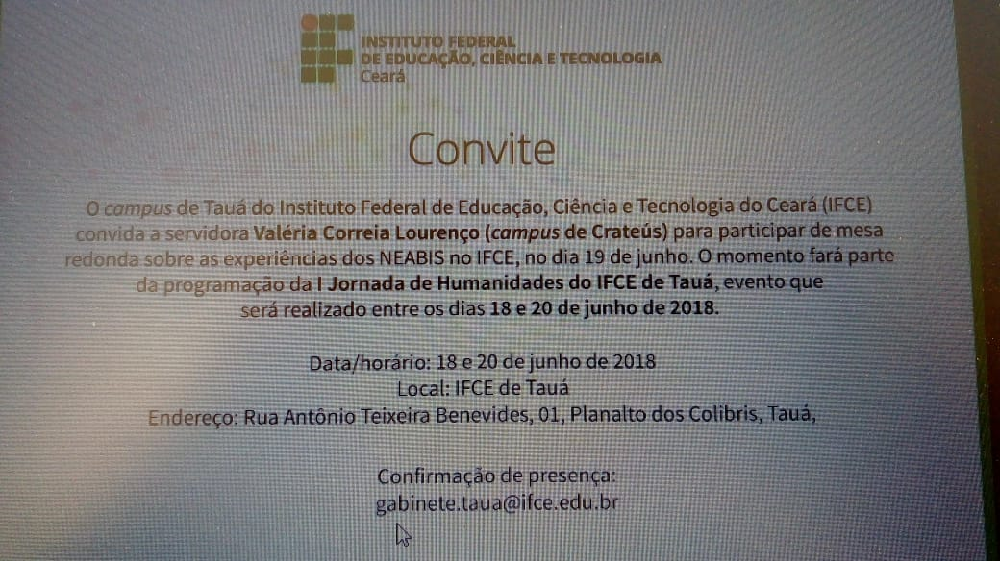 INSTITUTO FEDERAL
DE EDUCAÇÃO, CIÊNCIA E TECNOLOGIA
Ceará
Convite
O campus de Tauá do Instituto Federal de Educação, Ciência e Tecnologia do Ceará (IFCE)
convida a servidora Valéria Correia Lourenço (campus de Crateús) para participar de mesa
redonda sobre as experiências dos NEABIS no IFCE, no dia 19 de junho. O momento fará parte
da programação da I Jornada de Humanidades do IFCE de Tauá, evento que
será realizado entre os dias 18 e 20 de junho de 2018.
Data/horário: 18 e 20 de junho de 2018
Local: IFCE de Tauá
Endereço: Rua Antônio Teixeira Benevides, 01, Planalto dos Colibris, Tauá,
Confirmação de presença:
gabinete.taua@ifce.edu.br